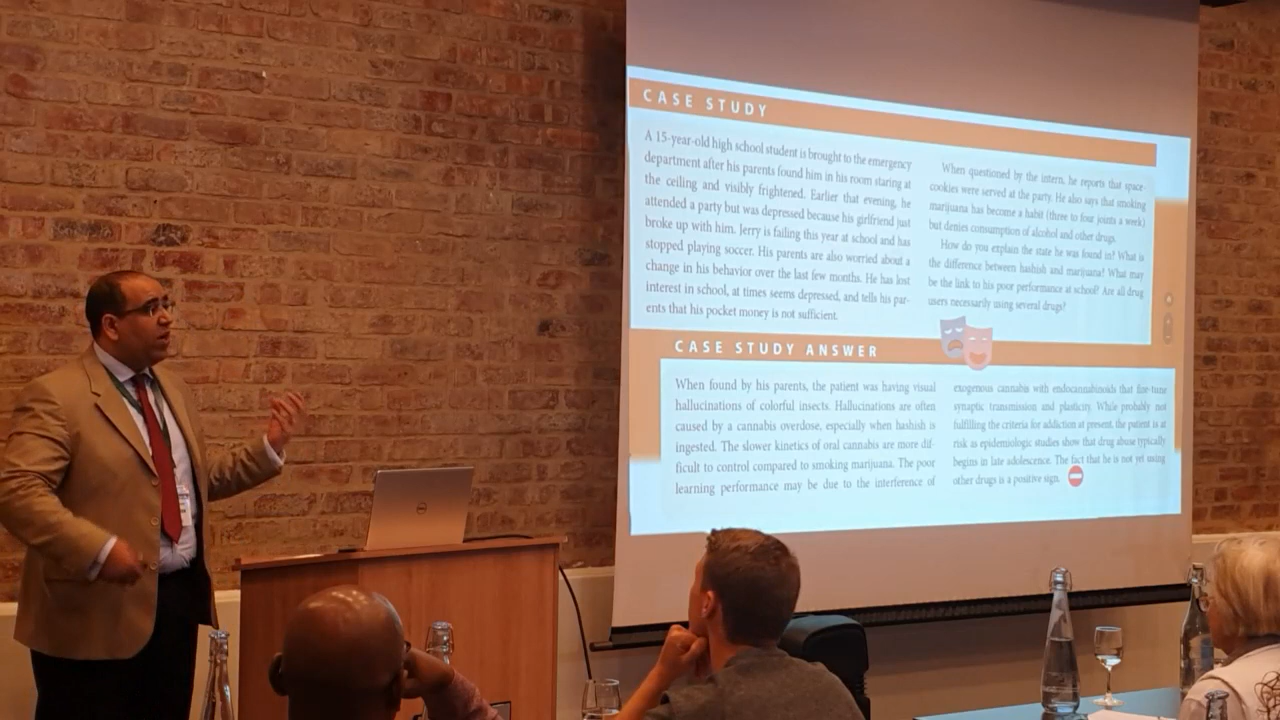 CASE STUDY
A 15-year-old high school student is brought to the emergency
department after his parents found him in his room staring at
the ceiling and visibly frightened. Earlier that evening, he
attended a party but was depressed because his girlfriend just
broke up with him. Jerry is failing this year at school and has
stopped playing soccer. His parents are also worried about a
change in his behavior over the last few months. He has lost
interest in school, at times seems depressed, and tells his par-
ents that his pocket money is not sufficient.
When questioned by the intern, he reports that space
cookies were served at the party. He also says that smoking
marijuana has become a habit (three to four joints a week)
but denies consumption of alcohol and other drugs.
How do you explain the state he was found in? What is
the difference between hashish and marijuana? What may
be the link to his poor performance at school? Are all drug
users necessarily using several drugs?
CASE STUDY ANSWER
When found by his parents, the patient was having visual
hallucinations of colorful insects. Hallucinations are often
caused by a cannabis overdose, especially when hashish is
ingested. The slower kinetics of oral cannabis are more dif-
ficult to control compared to smoking marijuana. The poor
learning performance may be due to the interference of
exogenous cannabis with endocannabinoids that fine-tune
synaptic transmission and plasticity. While probably not
fulfilling the criteria for addiction at present, the patient is at
risk as epidemiologic studies show that drug abuse typically
begins in late adolescence. The fact that he is not yet using
other drugs is a positive sign.
DELL